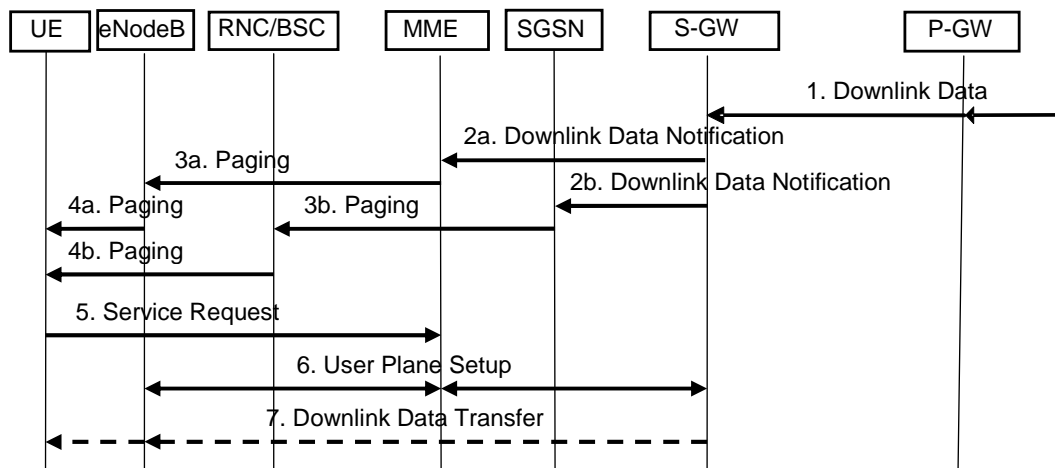 UE eNodeB RNC/BSC MME SGSN S-GW P-GW
1. Downlink Data
2a. Downlink Data Notification
3a. Paging
2b. Downlink Data Notification
4a. Paging 3b. Paging
4b. Paging
5. Service Request
6. User Plane Setup
7. Downlink Data Transfer